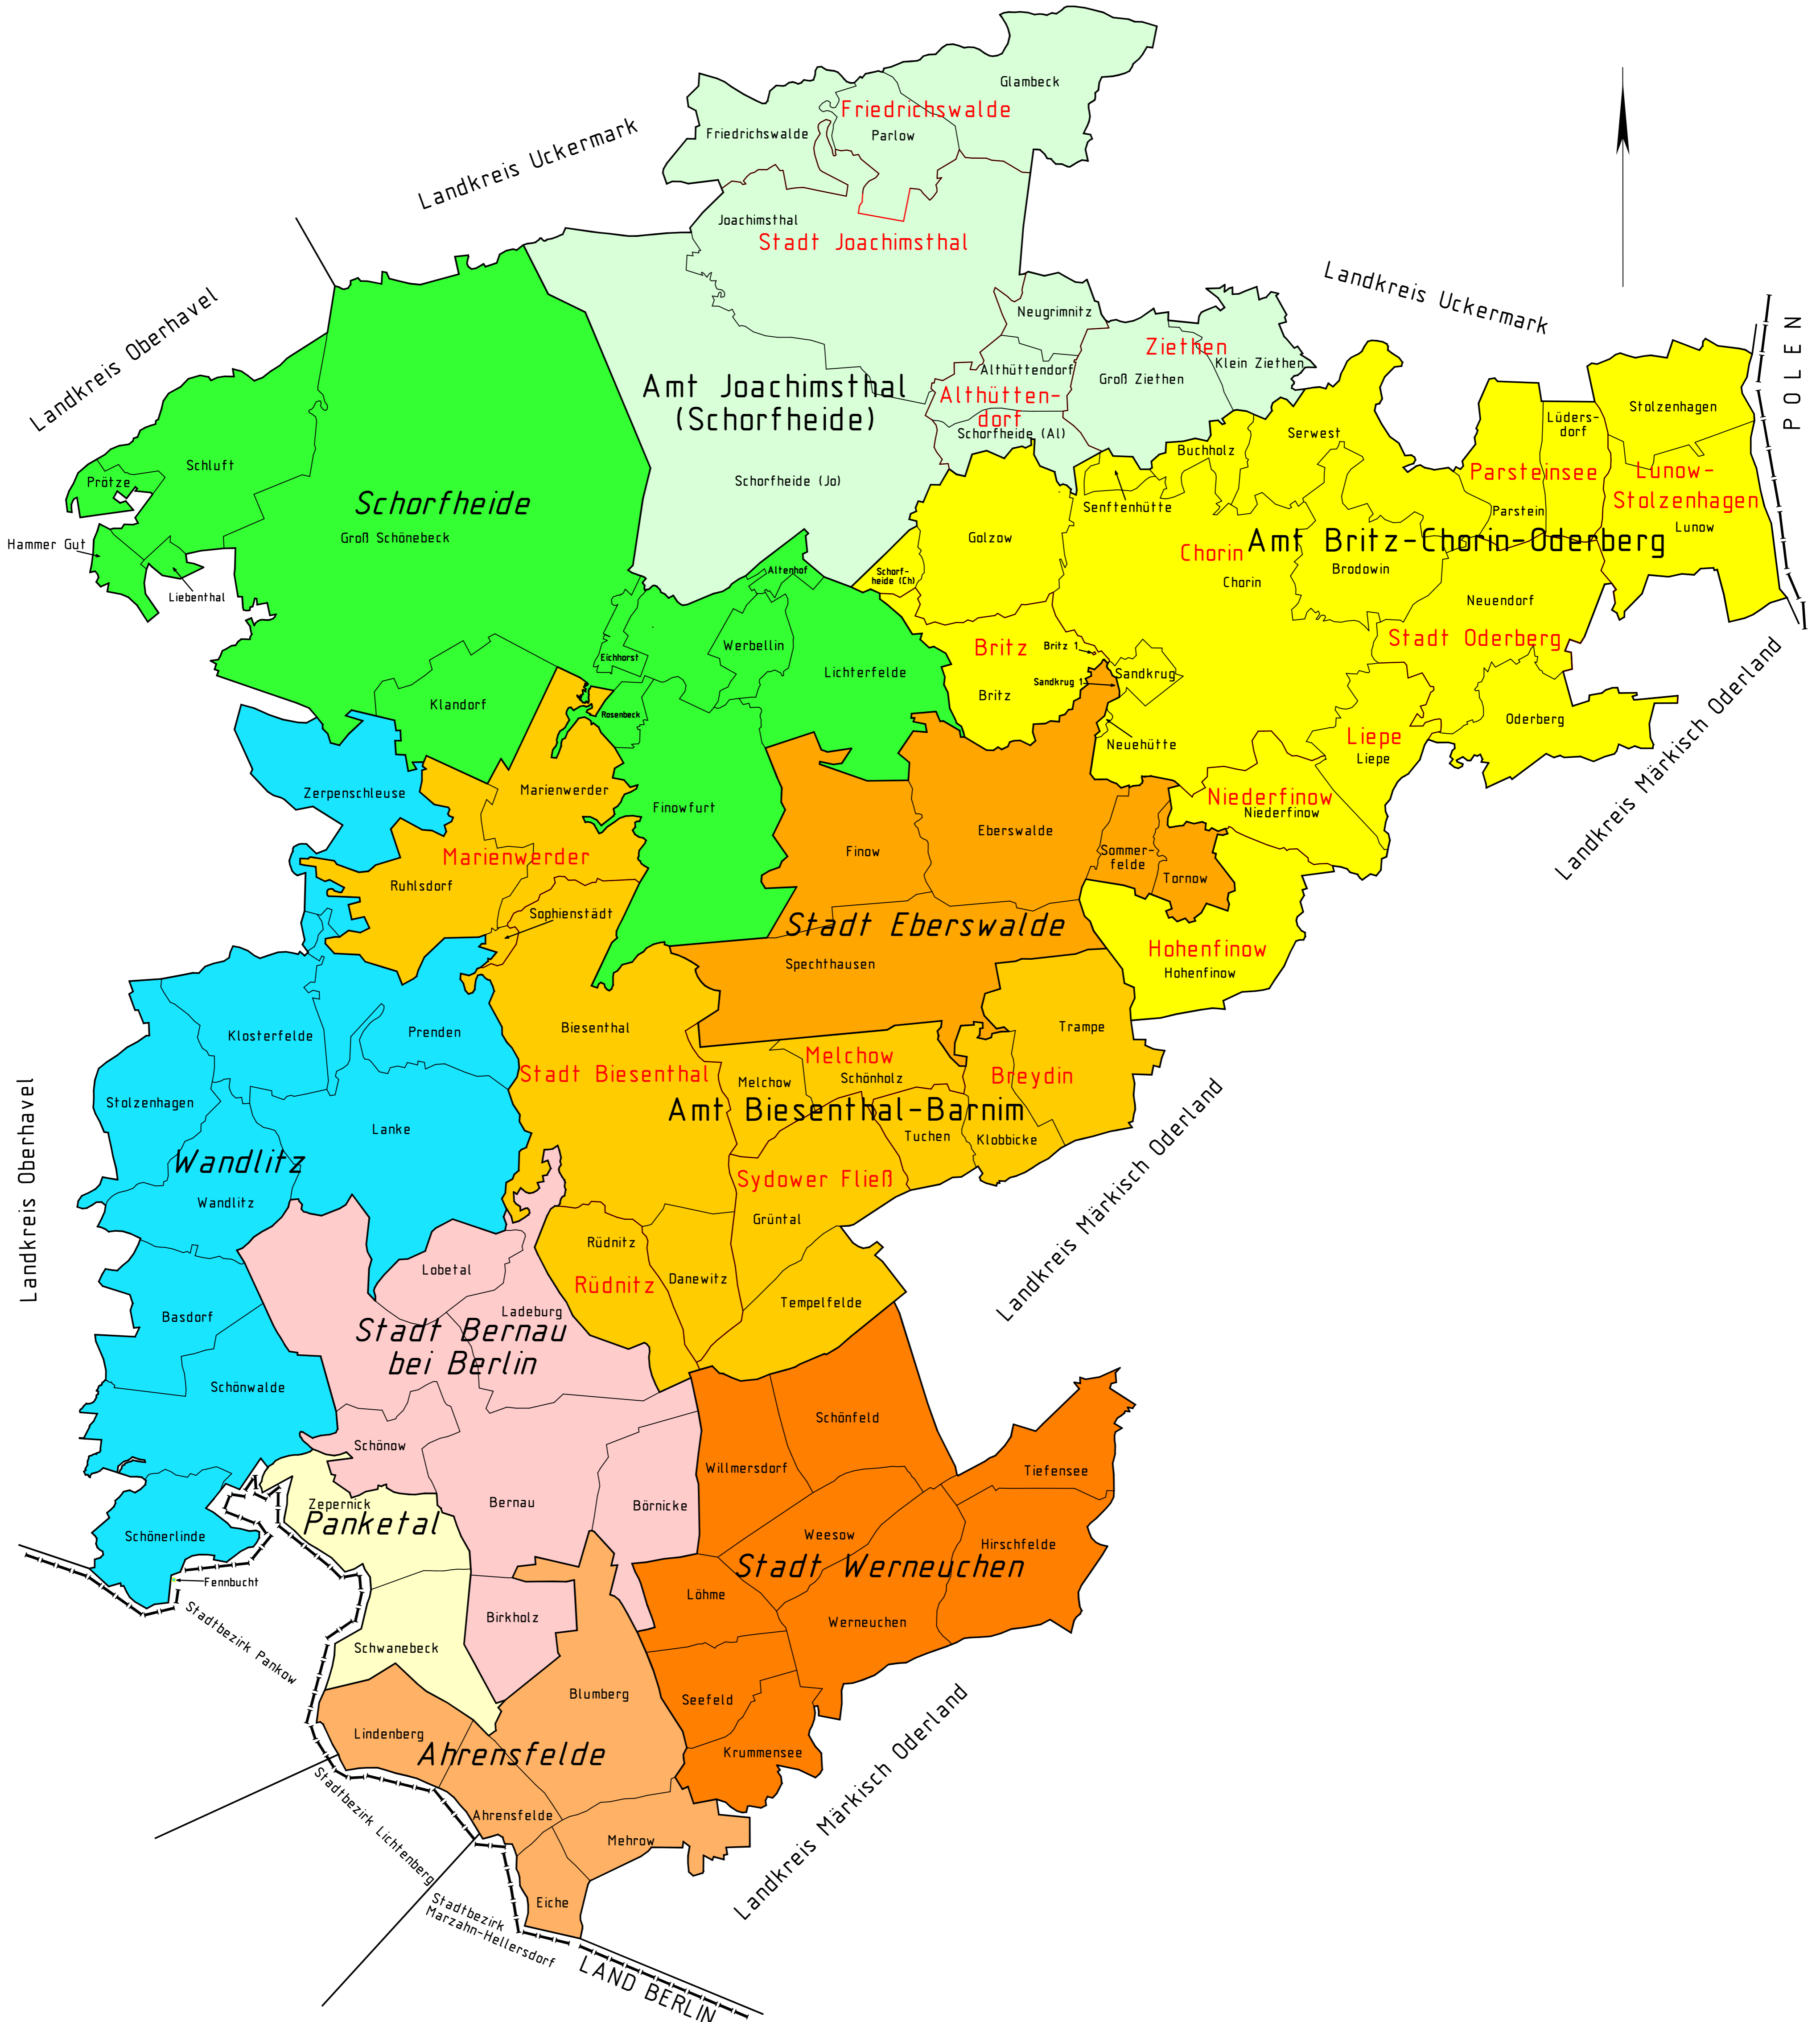 Glambeck
Friedrichswalde
Friedrichswalde
Parlow
Landkreis Uckermark
Joachimsthal
Stadt Joachimsthal
Landkreis Uckermark
Landkreis Oberhavel
POLEN
Neugrimnitz
Ziethen
Klein Ziethen
Groß Ziethen
Althüttendorf
Amt Joachimsthal
(Schorfheide)
Althütten-
dorf
Schorfheide (Al)
Schorfheide (Jo)
Stolzenhagen
Lüders-
dorf
Serwest
Buchholz
Parsteinsee
Lunow-
Stolzenhagen
Lunow
Parstein
Senftenhütte
Schluft
Prötze
Schorfheide
Groß Schönebeck
Hammer Gut
Liebenthal
Golzow
Chorin
Amt Britz-Chorin-Oderberg
Brodowin
Chorin
Schorf-
heide (Ch)
Altenhof
Neuendorf
Stadt Oderberg
Werbellin
Eichhorst
Lichterfelde
Britz
Britz 1
Sandkrug
Sandkrug 1
Britz
Klandorf
Rosenbeck
Oderberg
Neuehütte
Liepe
Liepe
Landkreis Märkisch Oderland
Zerpenschleuse
Marienwerder
Finowfurt
Niederfinow
Niederfinow
Eberswalde
Finow
Sommer-
felde
Tornow
Marienwerder
Ruhlsdorf
Sophienstädt
Stadt Eberswalde
Spechthausen
Hohenfinow
Hohenfinow
Klosterfelde
Prenden
Biesenthal
Trampe
Stadt Biesenthal
Melchow
Schönholz
Melchow
Breydin
Amt Biesenthal-Barnim
Stolzenhagen
Lanke
Tuchen
Klobbicke
Landkreis Oberhavel
Wandlitz
Wandlitz
Sydower Fließ
Grüntal
Landkreis Märkisch Oderland
Rüdnitz
Rüdnitz
Danewitz
Tempelfelde
Lobetal
Ladeburg
Basdorf
Stadt Bernau
bei Berlin
Schönwalde
Schönow
Schönfeld
Willmersdorf
Tiefensee
Bernau
Börnicke
Zepernick
Panketal
Schönerlinde
Weesow
Hirschfelde
Stadt Werneuchen
Fennbucht
Löhme
Birkholz
Werneuchen
Stadtbezirk Pankow
Schwanebeck
Blumberg
Seefeld
Lindenberg
Ahrensfelde
Krummensee
Landkreis Märkisch Oderland
Stadtbezirk Lichtenberg
Ahrensfelde
Mehrow
Eiche
Stadtbezirk
Marzahn-Hellersdorf
LAND BERLIN